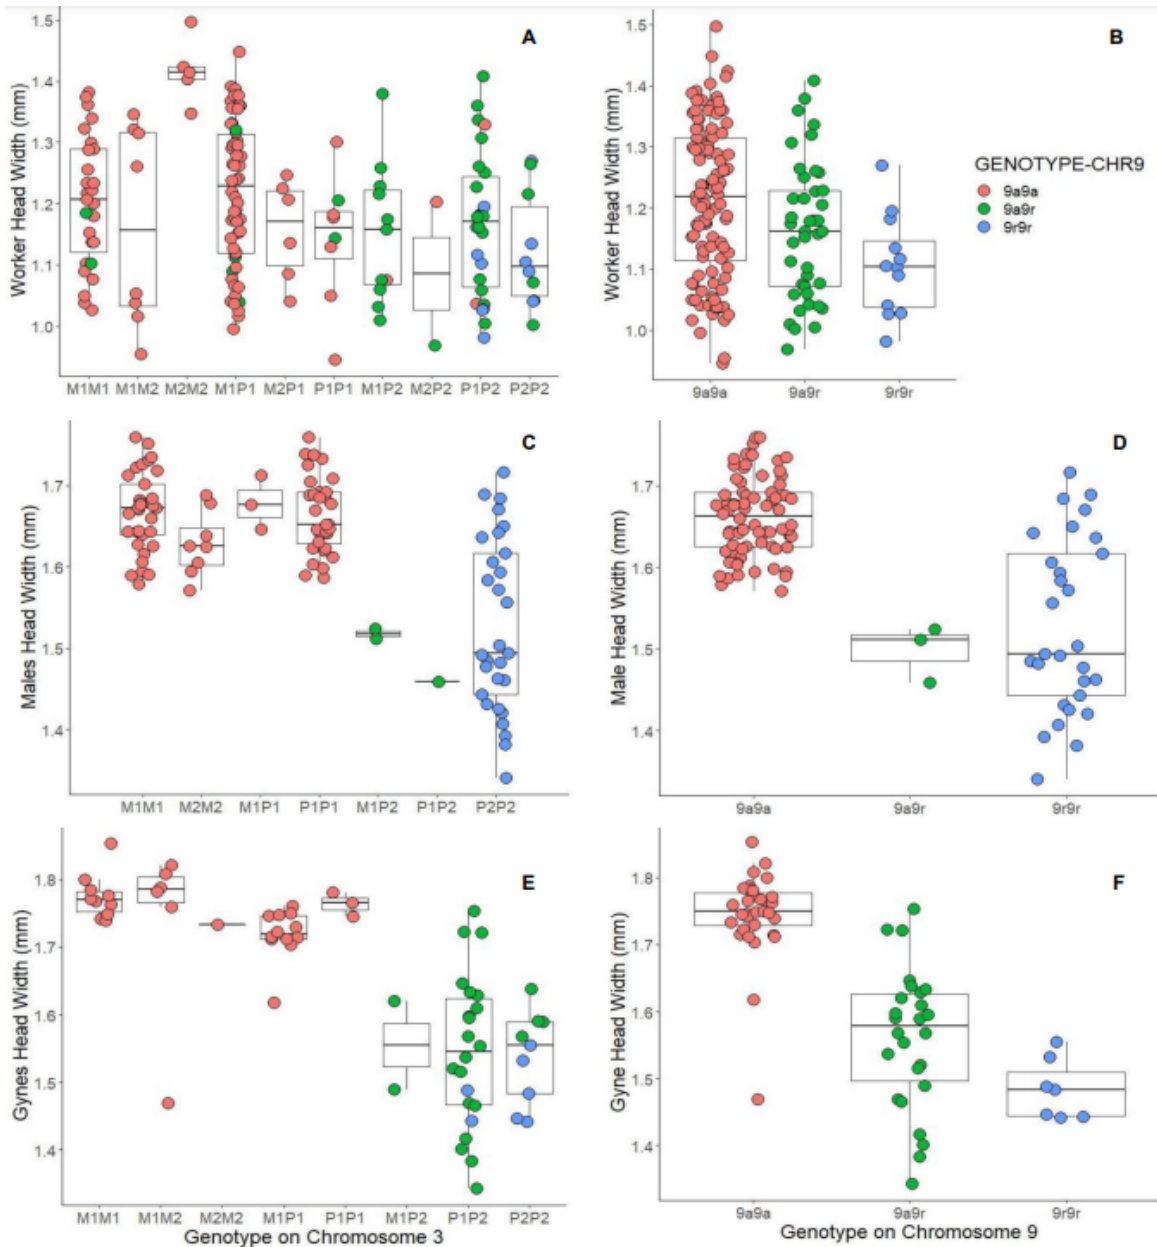 A
Worker Head Width (mm)
1.5
1.4
1.3
1.2
1.1
1.0
M1M1 M1M2 M2M2 M1P1 M2P1 P1P1 M1P2 M2P2 P1P2 P2P2
B
Worker Head Width (mm)
1.5
1.4
1.3
1.2
1.1
1.0
9a9a 9a9r 9r9r
GENOTYPE-CHR9
9a9a
9a9r
9r9r
C
Males Head Width (mm)
1.7
1.6
1.5
1.4
M1M1 M2M2 M1P1 P1P1 M1P2 P1P2 P2P2
D
Male Head Width (mm)
1.7
1.6
1.5
1.4
9a9a 9a9r 9r9r
E
Gynes Head Width (mm)
1.8
1.7
1.6
1.5
1.4
M1M1 M1M2 M2M2 M1P1 P1P1 M1P2 P1P2 P2P2
Genotype on Chromosome 3
F
Gyne Head Width (mm)
1.8
1.7
1.6
1.5
1.4
9a9a 9a9r 9r9r
Genotype on Chromosome 9